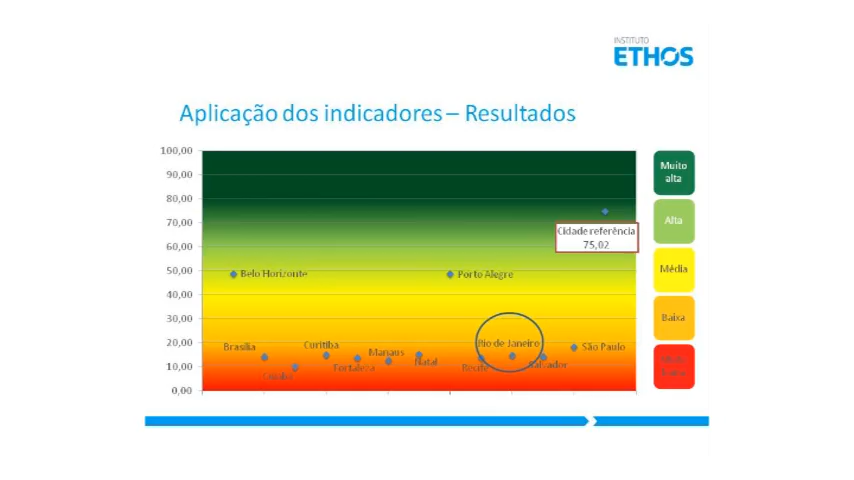 INSTITUTO
ETHOS
Aplicação dos indicadores – Resultados
100,00
90,00
80,00
70,00
60,00
50,00
40,00
30,00
20,00
10,00
0,00
Cidade referência
75,02
Belo Horizonte
Porto Alegre
Brasília
Curitiba
Manaus
Rio de Janeiro
São Paulo
Fortaleza
Natal
Recife
Salvador
Muito
alta
Alta
Média
Baixa